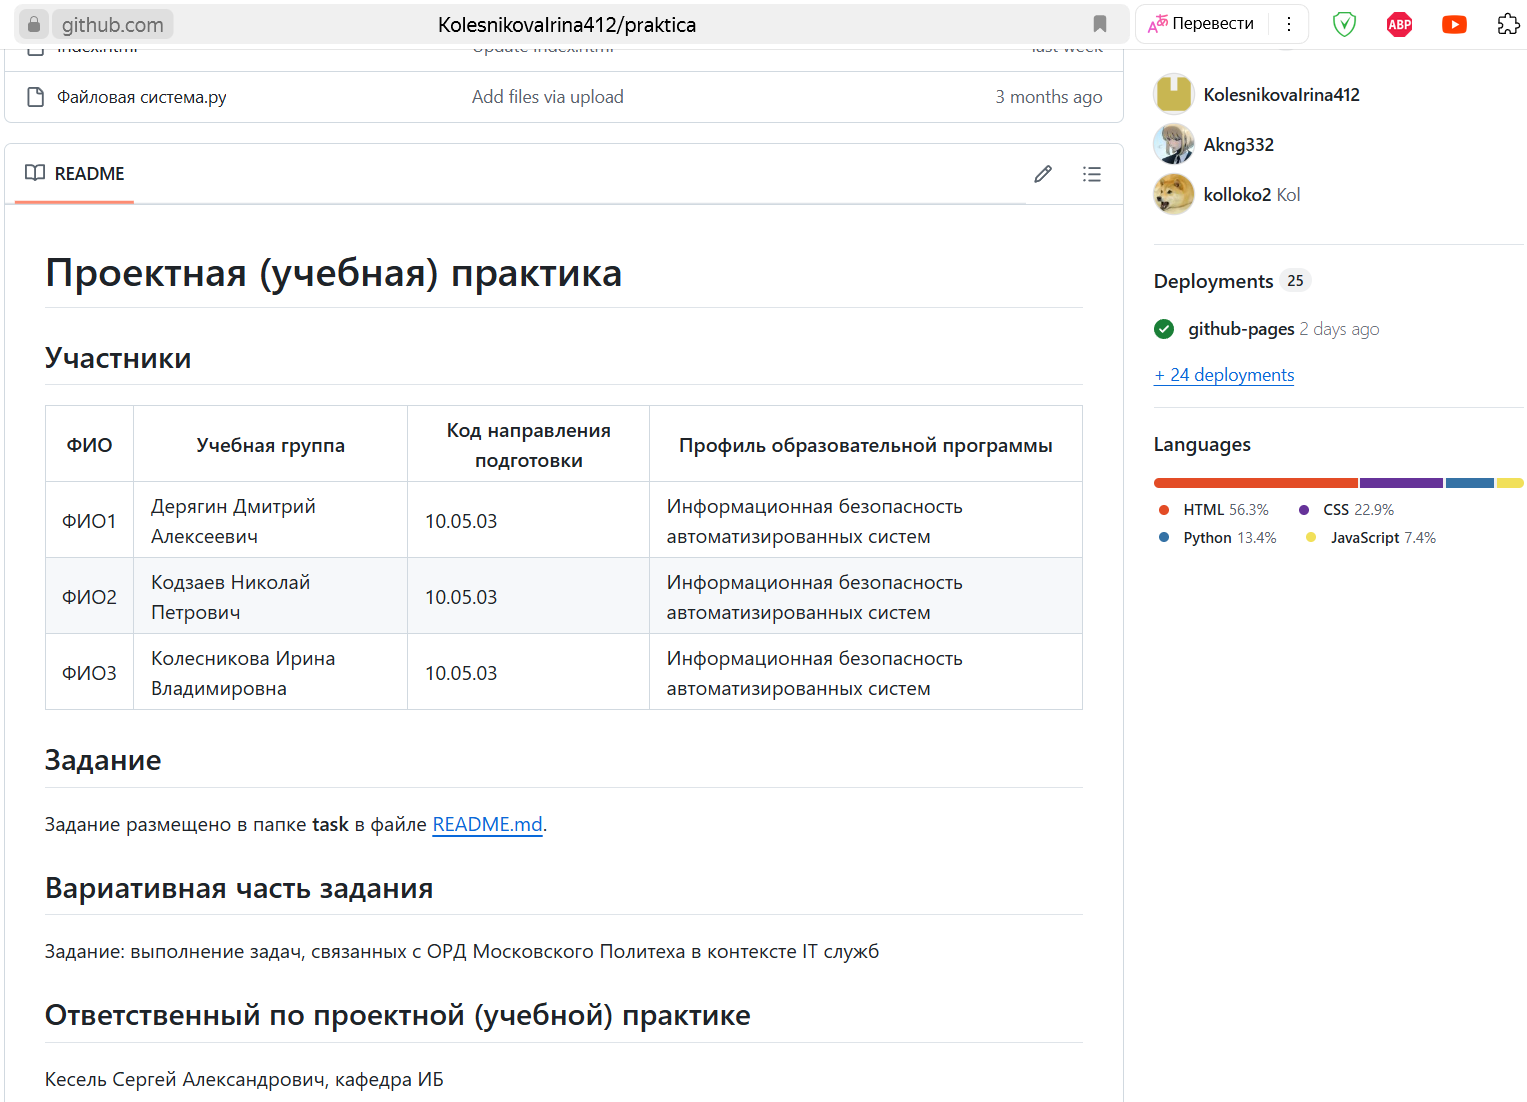 github.com
KolesnikovaIrina412/praktica
Перевести
ABP
index.html Update index.html last week
Файловая система.py Add files via upload 3 months ago
KolesnikovaIrina412
Akng332
kolloko2 Kol
README
Проектная (учебная) практика
Участники
ФИО Учебная группа Код направления подготовки Профиль образовательной программы
ФИО1 Дерягин Дмитрий Алексеевич 10.05.03 Информационная безопасность автоматизированных систем
ФИО2 Кодзаев Николай Петрович 10.05.03 Информационная безопасность автоматизированных систем
ФИО3 Колесникова Ирина Владимировна 10.05.03 Информационная безопасность автоматизированных систем
Задание
Задание размещено в папке task в файле README.md.
Вариативная часть задания
Задание: выполнение задач, связанных с ОРД Московского Политеха в контексте IT служб
Ответственный по проектной (учебной) практике
Кесель Сергей Александрович, кафедра ИБ
Deployments 25
github-pages 2 days ago
+ 24 deployments
Languages
HTML 56.3% CSS 22.9%
Python 13.4% JavaScript 7.4%